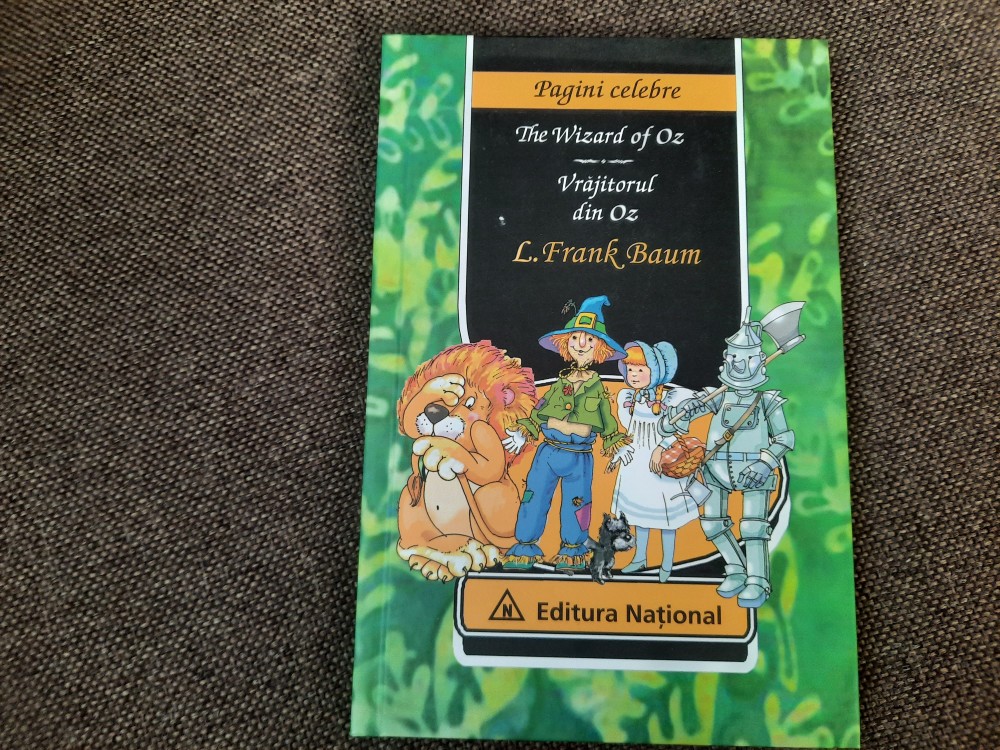 Pagini celebre
The Wizard of Oz
Vrăjitorul
din Oz
L. Frank Baum
N Editura Național